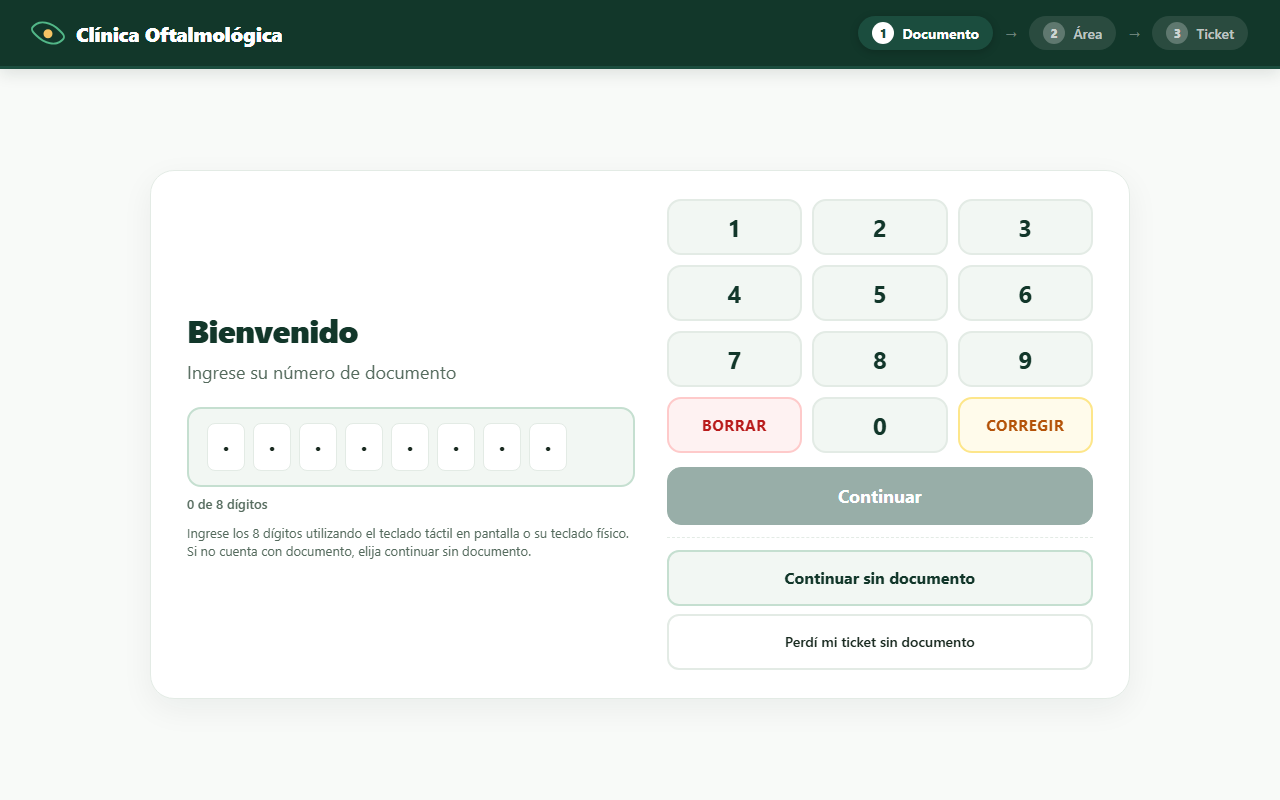 Clínica Oftalmológica
1 Documento → 2 Área → 3 Ticket
Bienvenido
Ingrese su número de documento
• • • • • • • •
0 de 8 dígitos
Ingrese los 8 dígitos utilizando el teclado táctil en pantalla o su teclado físico.
Si no cuenta con documento, elija continuar sin documento.
1 2 3
4 5 6
7 8 9
BORRAR 0 CORREGIR
Continuar
Continuar sin documento
Perdí mi ticket sin documento